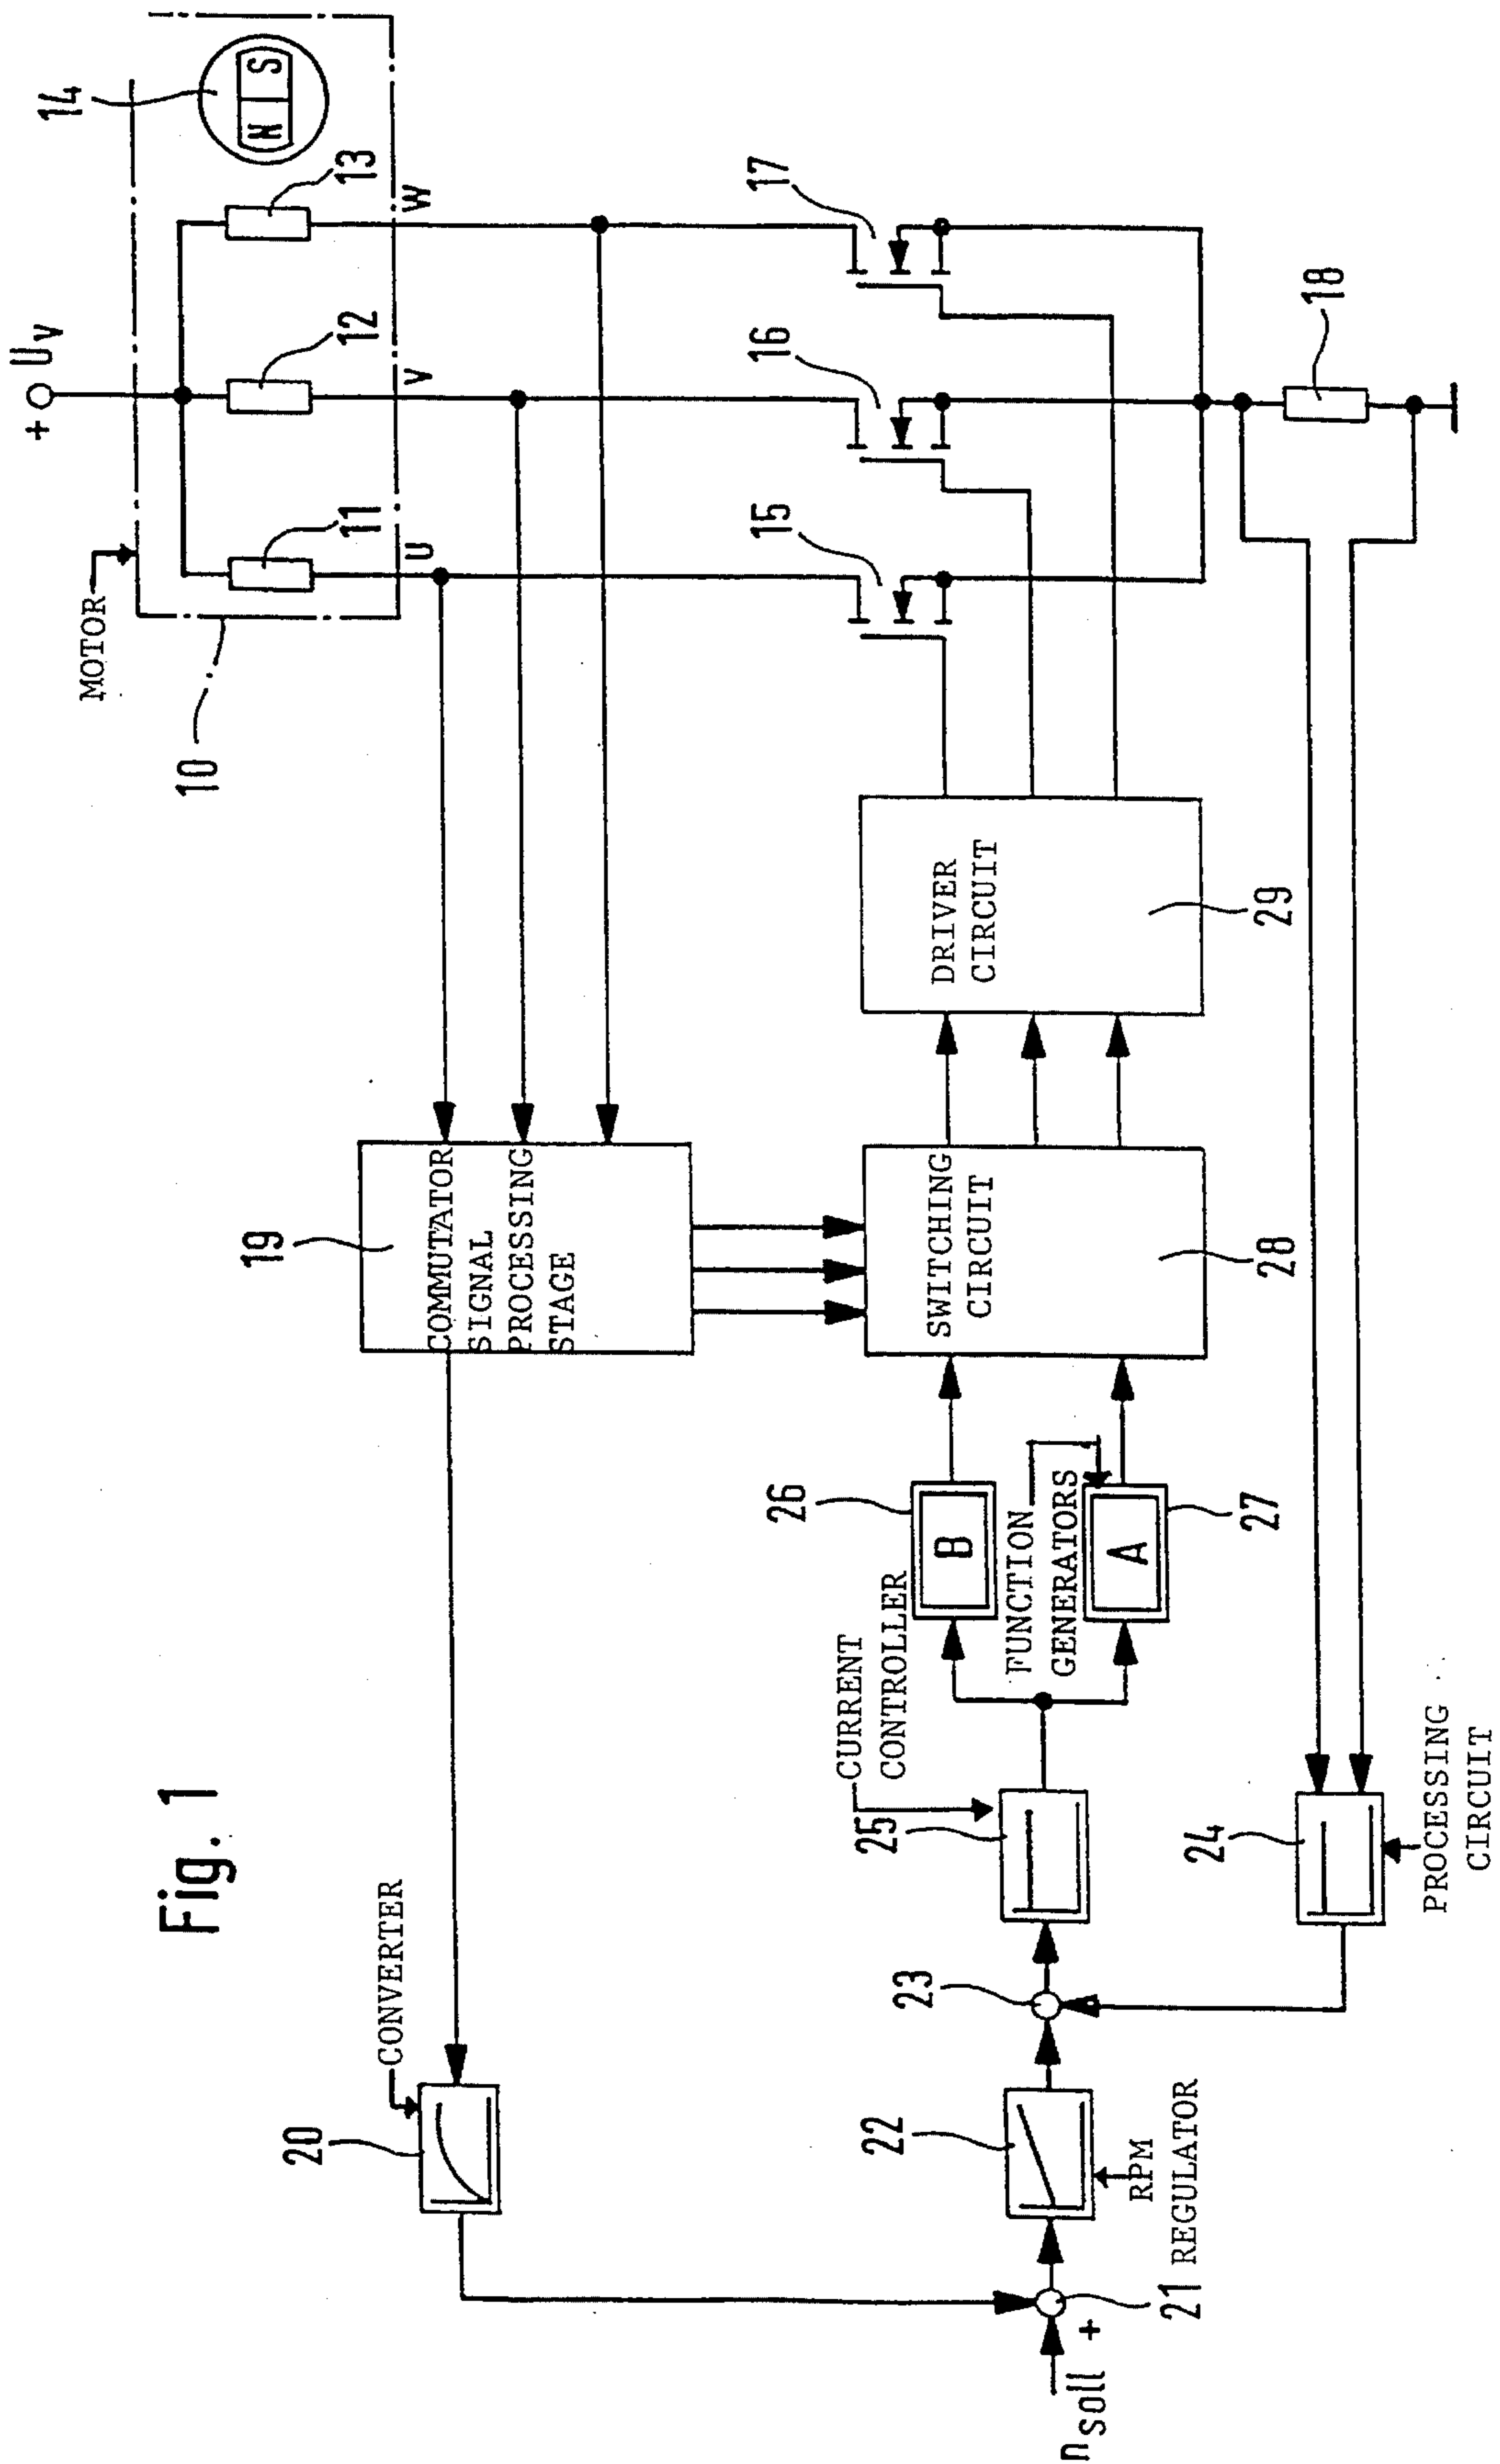 Fig. 1
+
Uv
MOTOR
10
11
12
13
14
N
S
U
V
W
15
16
17
18
19
COMMUTATOR
SIGNAL
PROCESSING
STAGE
CONVERTER
20
n soll
+
21
22
RPM
REGULATOR
23
24
PROCESSING
CIRCUIT
25
CURRENT
CONTROLLER
26
B
FUNCTION
GENERATORS
A
27
SWITCHING
CIRCUIT
28
DRIVER
CIRCUIT
29